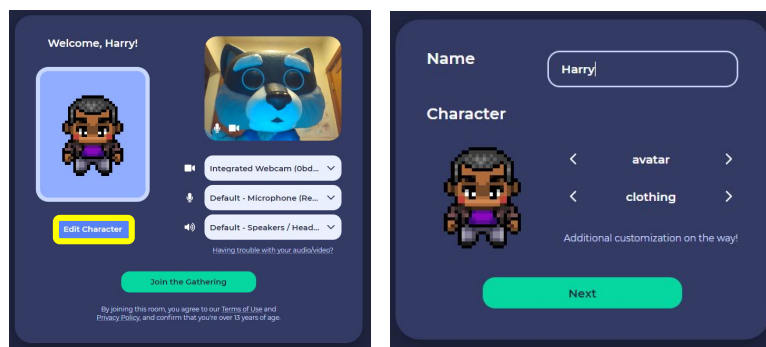 Welcome, Harry!
Integrated Webcam (0bd...
Default - Microphone (Re...
Default - Speakers / Head...
Edit Character
Having trouble with your audio/video?
Join the Gathering
By joining this room, you agree to our Terms of Use and
Privacy Policy, and confirm that you're over 13 years of age.
Name
Harry
Character
avatar
clothing
Additional customization on the way!
Next